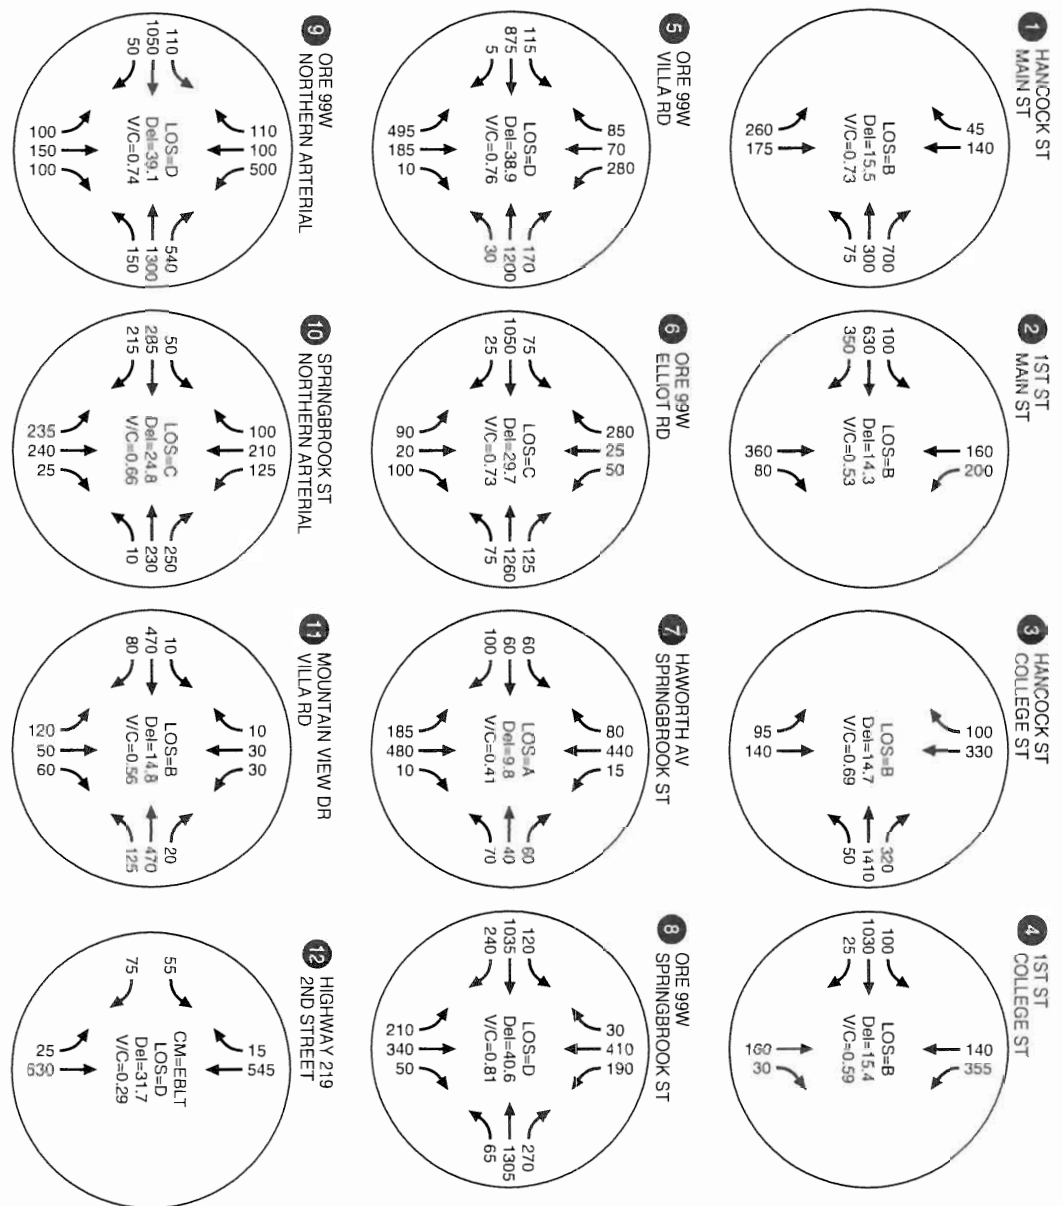 1 HANCOCK ST
MAIN ST
45 140
LOS=B
Del=15.5
V/C=0.73
700
300
75
260 175
2 1ST ST
MAIN ST
160 200
100
630
350
LOS=B
Del=14.3
V/C=0.53
360 80
3 HANCOCK ST
COLLEGE ST
100 330
LOS=B
Del=14.7
V/C=0.69
320
1410
50
95 140
4 1ST ST
COLLEGE ST
140 355
100
1030
25
LOS=B
Del=15.4
V/C=0.59
160 30
5 ORE 99W
VILLA RD
85 70 280
115
875
5
LOS=D
Del=38.9
V/C=0.76
170
1200
30
495 185 10
6 ORE 99W
ELLIOT RD
280 25 50
75
1050
25
LOS=C
Del=29.7
V/C=0.73
125
1260
75
90 20 100
7 HAWORTH AV
SPRINGBROOK ST
80 440 15
60
60
100
LOS=A
Del=9.8
V/C=0.41
60
40
70
185 480 10
8 ORE 99W
SPRINGBROOK ST
30 410 190
120
1035
240
LOS=D
Del=40.6
V/C=0.81
270
1305
65
210 340 50
9 ORE 99W
NORTHERN ARTERIAL
110 100 500
110
1050
50
LOS=D
Del=39.1
V/C=0.74
540
1300
150
100 150 100
10 SPRINGBROOK ST
NORTHERN ARTERIAL
100 210 125
50
285
215
LOS=C
Del=24.8
V/C=0.66
250
230
10
235 240 25
11 MOUNTAIN VIEW DR
VILLA RD
10 30 30
10
470
80
LOS=B
Del=14.8
V/C=0.56
20
470
125
120 50 60
12 HIGHWAY 219
2ND STREET
15 545
55
75
CM=EBLT
LOS=D
Del=31.7
V/C=0.29
25 630